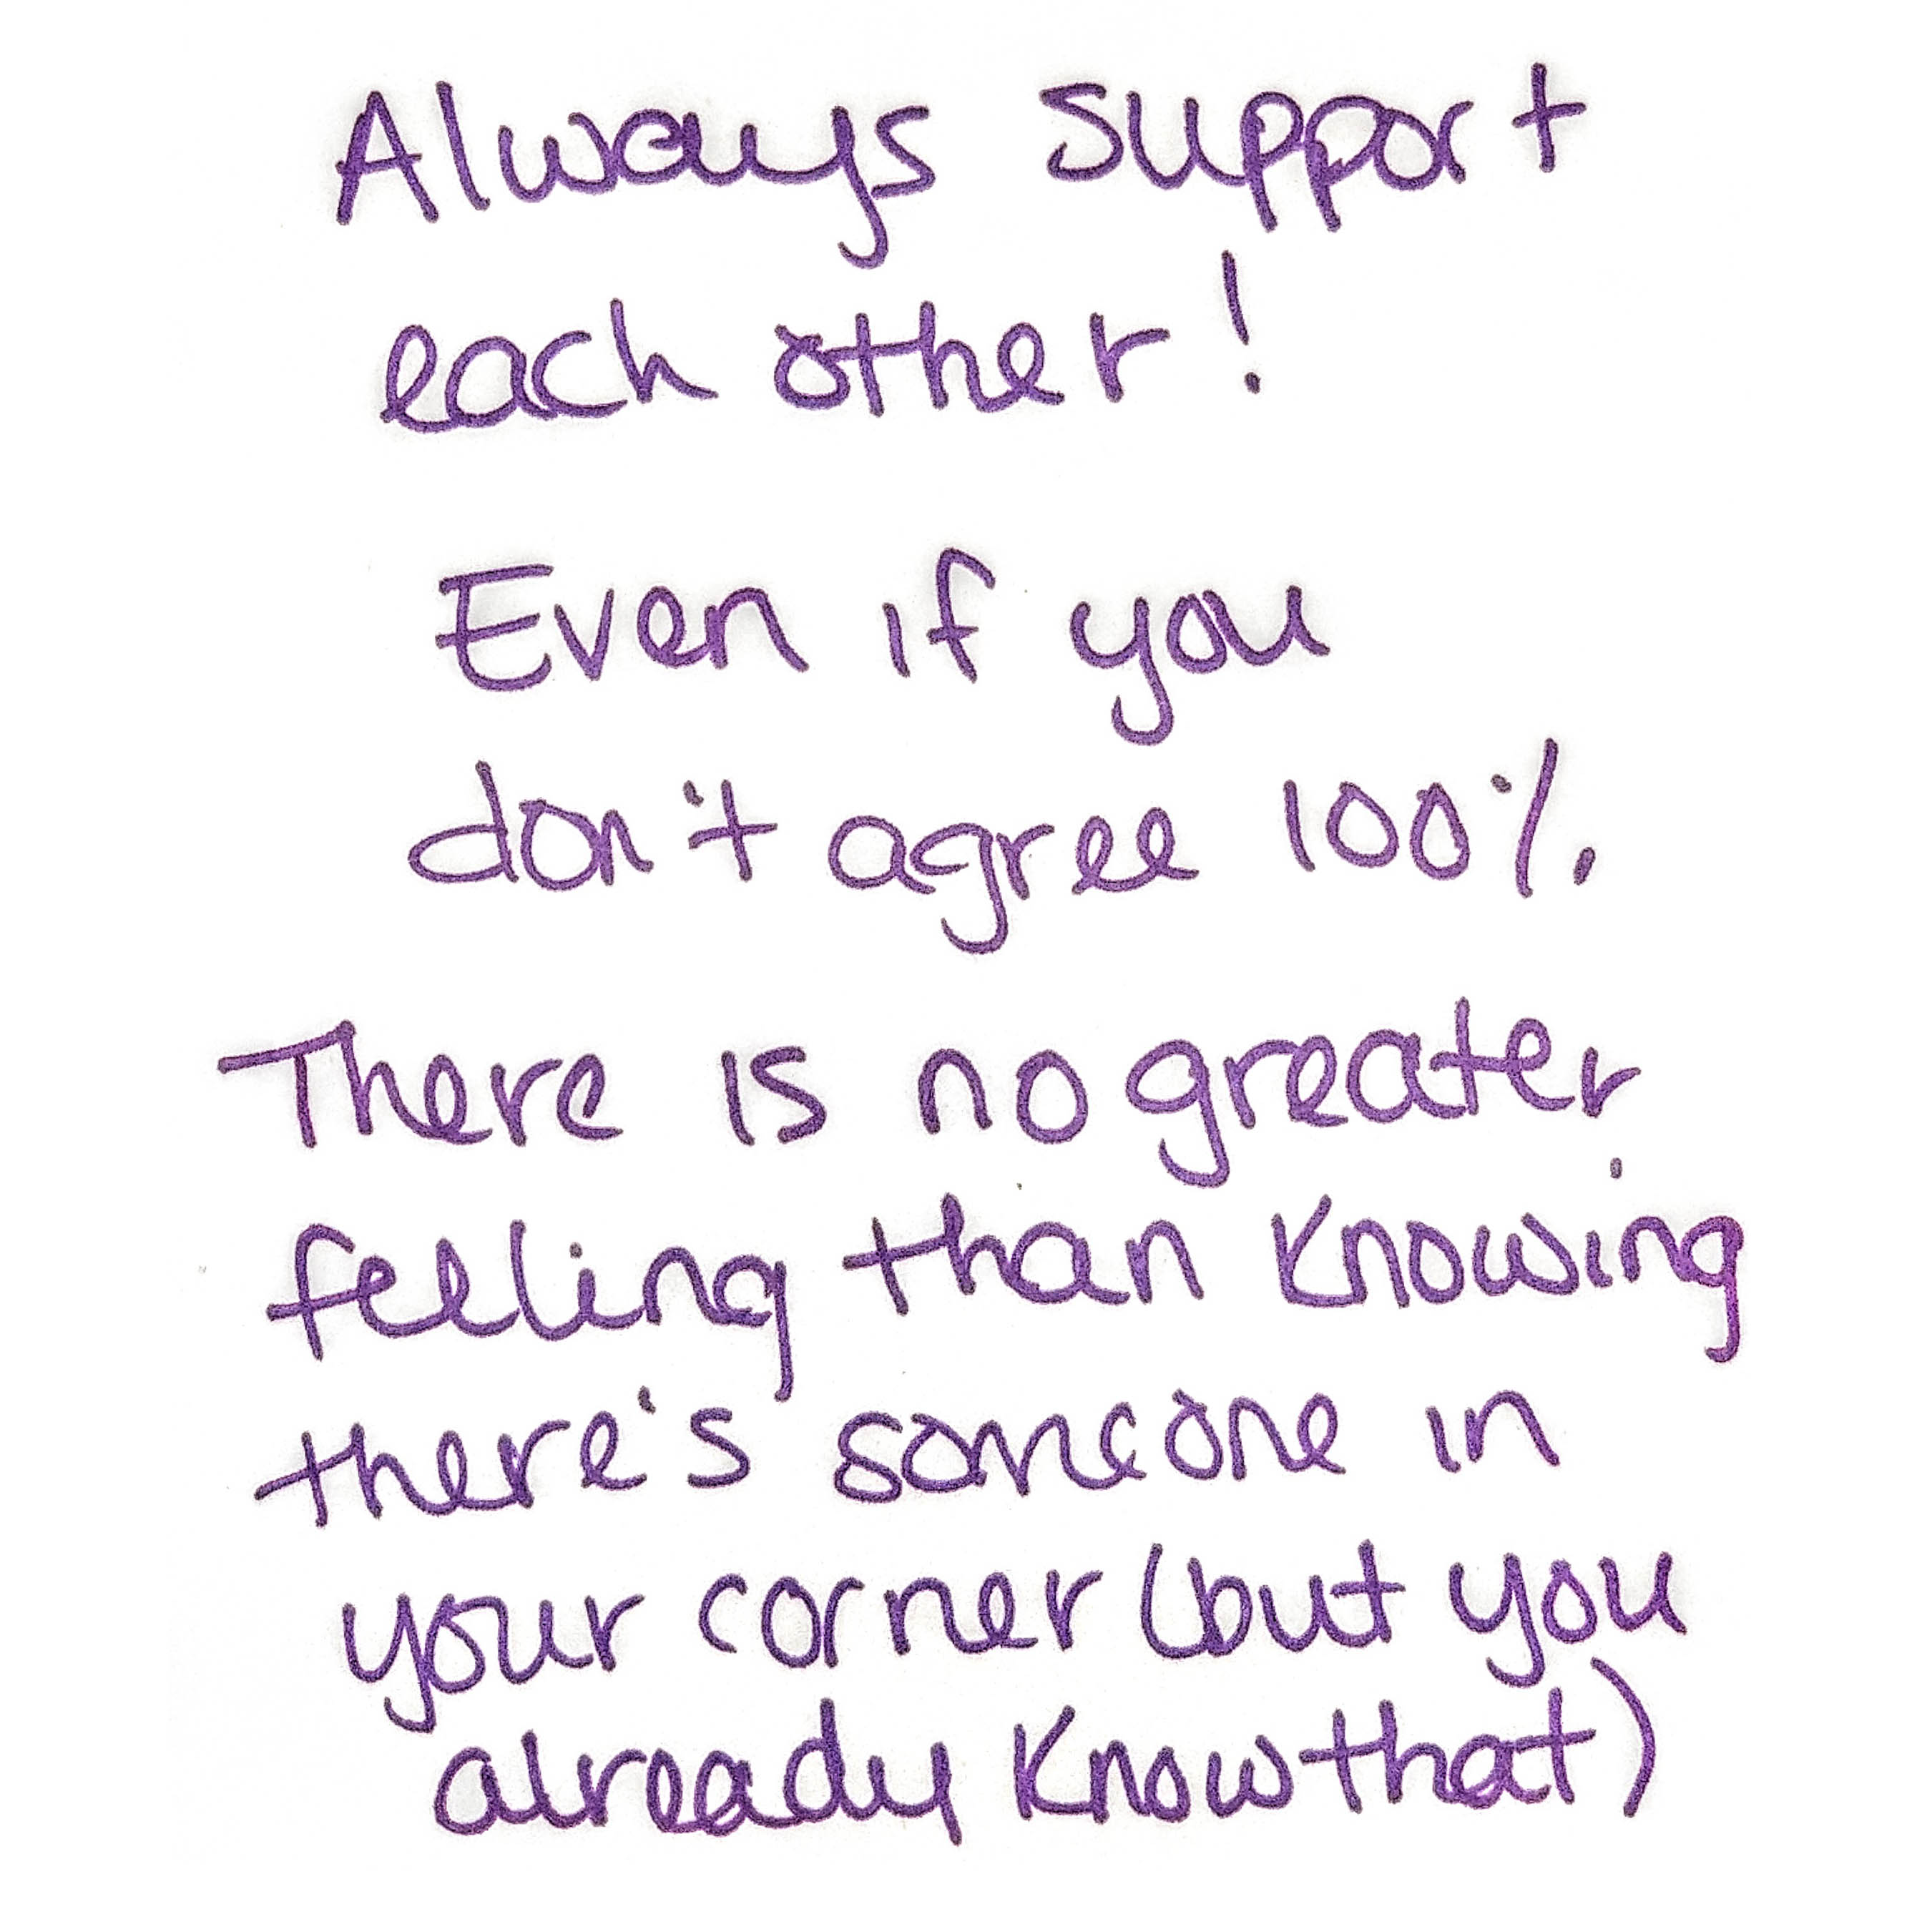 Always support
each other!
Even if you
don't agree 100%.
There is no greater
feeling than knowing
there's someone in
your corner (but you
already know that)